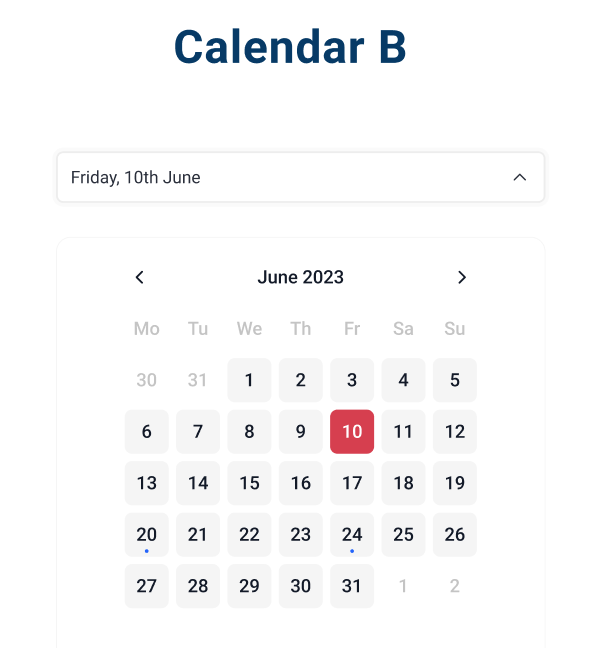 Calendar B
Friday, 10th June
June 2023
Mo Tu We Th Fr Sa Su
30 31 1 2 3 4 5
6 7 8 9 10 11 12
13 14 15 16 17 18 19
20 21 22 23 24 25 26
27 28 29 30 31 1 2